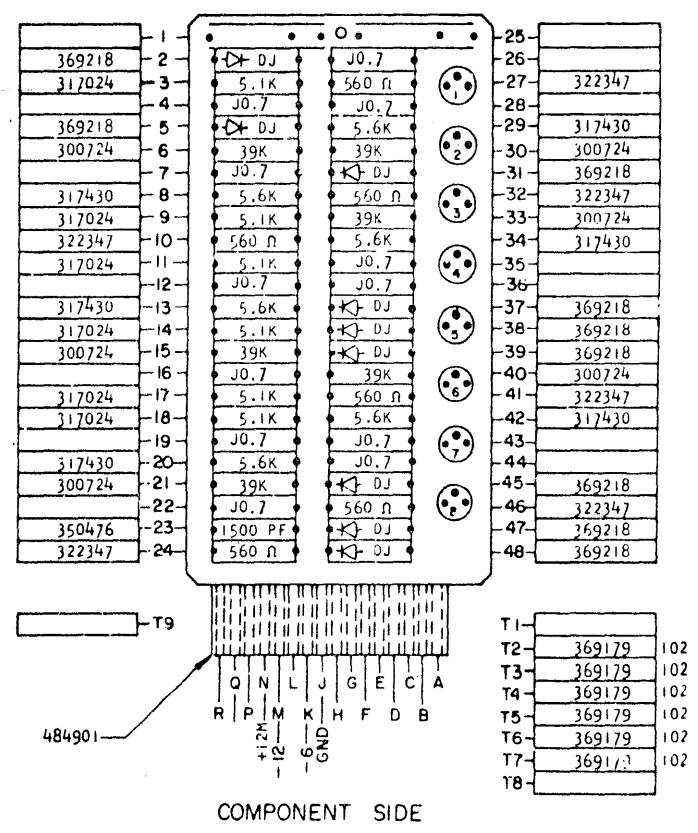 1 25
369218 2 DJ J0.7 26
317024 3 5.1K 560 Ω 27 322347
4 J0.7 J0.7 28
369218 5 DJ 5.6K 29 317430
300724 6 39K 39K 30 300724
7 J0.7 DJ 31 369218
317430 8 5.6K 560 Ω 32 322347
317024 9 5.1K 39K 33 300724
322347 10 560 Ω 5.6K 34 317430
317024 11 5.1K J0.7 35
12 J0.7 J0.7 36
317430 13 5.6K DJ 37 369218
317024 14 5.1K DJ 38 369218
300724 15 39K DJ 39 369218
16 J0.7 39K 40 300724
317024 17 5.1K 560 Ω 41 322347
317024 18 5.1K 5.6K 42 317430
19 J0.7 J0.7 43
317430 20 5.6K J0.7 44
300724 21 39K DJ 45 369218
22 J0.7 560 Ω 46 322347
350476 23 1500 PF DJ 47 369218
322347 24 560 Ω DJ 48 369218
1
2
3
4
5
6
7
8
T9
T1
T2 369179 102
T3 369179 102
T4 369179 102
T5 369179 102
T6 369179 102
T7 369179 102
T8
Q N L J G E C A
R P M K H F D B
+12M
-12
-6
GND
484901
COMPONENT SIDE